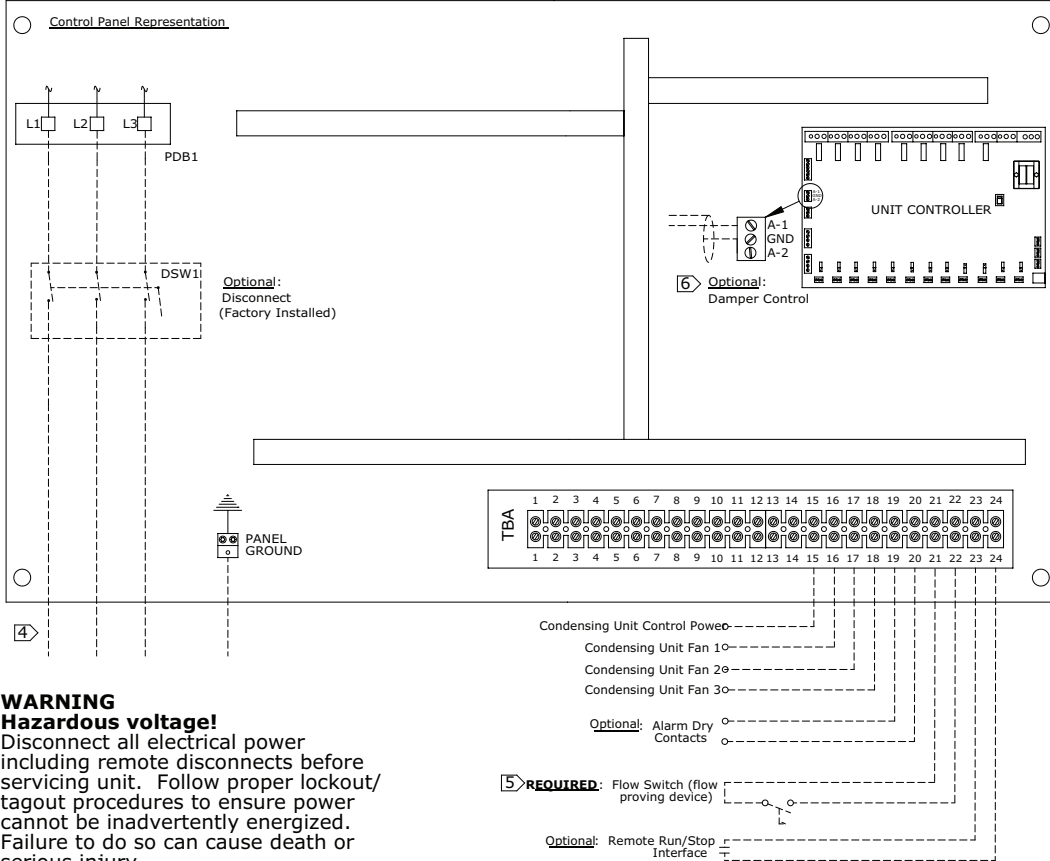 Control Panel Representation
L1 L2 L3
PDB1
DSW1
Optional:
Disconnect
(Factory Installed)
UNIT CONTROLLER
A-1
GND
A-2
6 Optional:
Damper Control
PANEL
GROUND
TBA
1 2 3 4 5 6 7 8 9 10 11 12 13 14 15 16 17 18 19 20 21 22 23 24
1 2 3 4 5 6 7 8 9 10 11 12 13 14 15 16 17 18 19 20 21 22 23 24
4
Condensing Unit Control Power
Condensing Unit Fan 1
Condensing Unit Fan 2
Condensing Unit Fan 3
Optional: Alarm Dry
Contacts
5 REQUIRED: Flow Switch (flow
proving device)
Optional: Remote Run/Stop
Interface
WARNING
Hazardous voltage!
Disconnect all electrical power
including remote disconnects before
servicing unit. Follow proper lockout/
tagout procedures to ensure power
cannot be inadvertently energized.
Failure to do so can cause death or
serious injury.